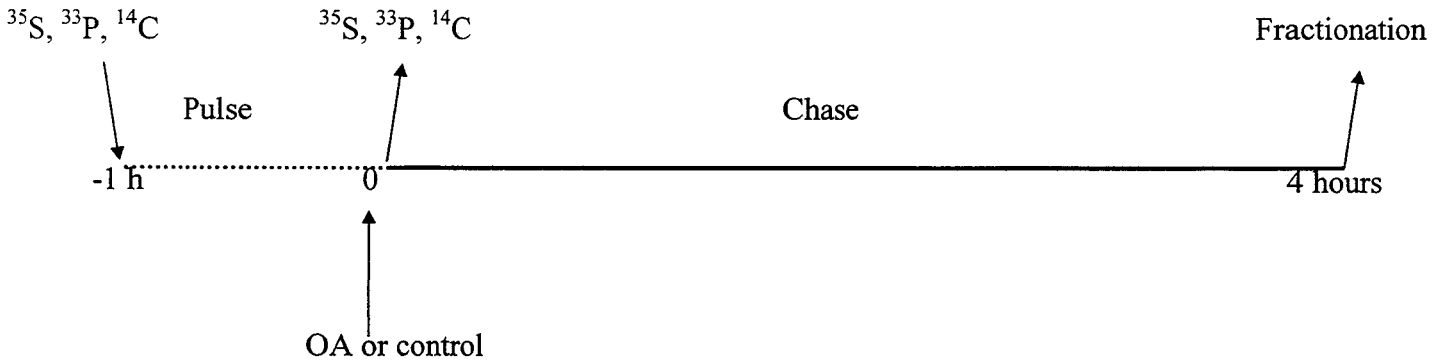 ³⁵S, ³³P, ¹⁴C ³⁵S, ³³P, ¹⁴C Fractionation
Pulse Chase
-1 h 0 4 hours
OA or control